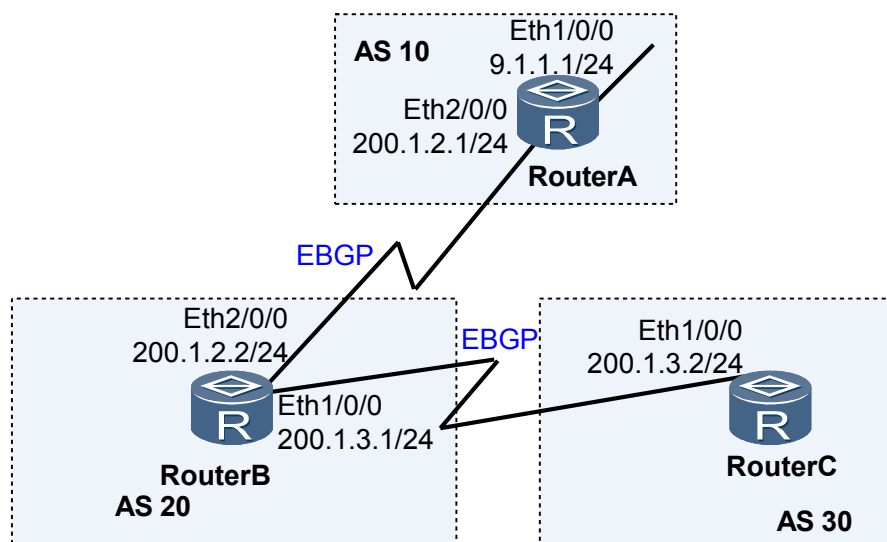 Eth1/0/0
AS 10
9.1.1.1/24
Eth2/0/0
200.1.2.1/24
R
RouterA
EBGP
Eth2/0/0
200.1.2.2/24
EBGP
Eth1/0/0
200.1.3.2/24
R
Eth1/0/0
200.1.3.1/24
R
RouterB
RouterC
AS 20
AS 30